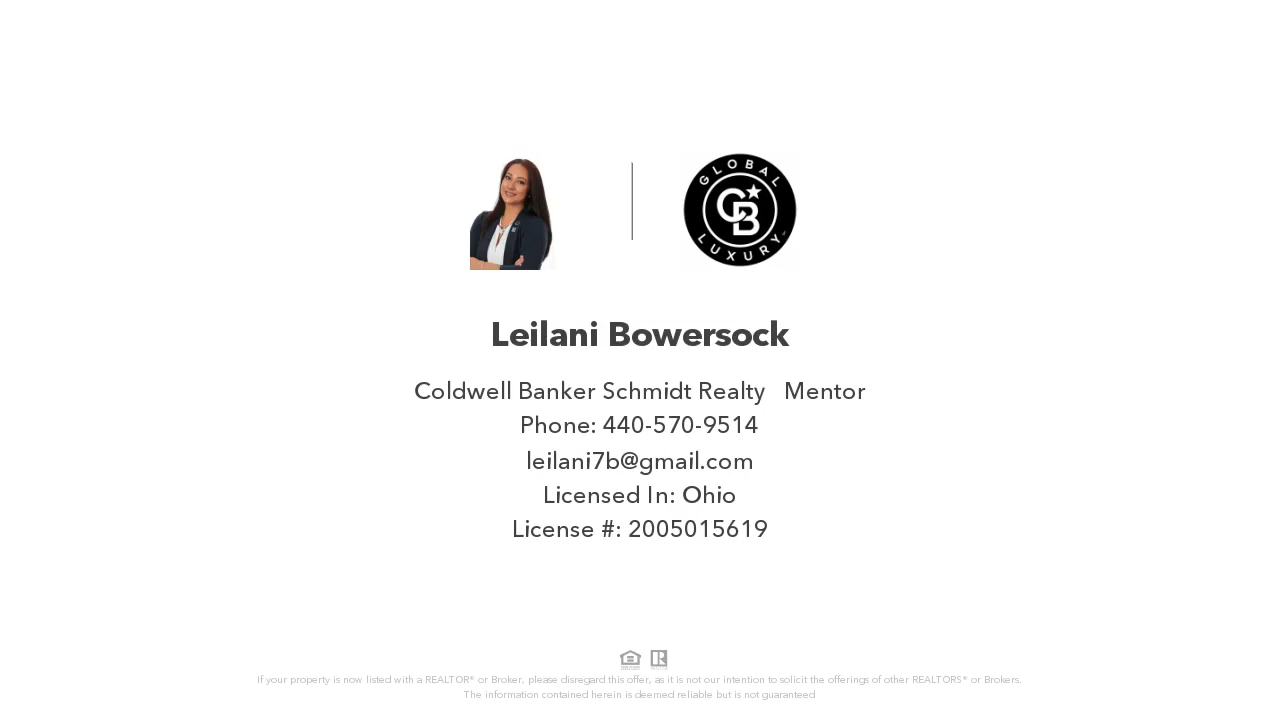 GLOBAL
CB
LUXURY
Leilani Bowersock
Coldwell Banker Schmidt Realty   Mentor
Phone: 440-570-9514
leilani7b@gmail.com
Licensed In: Ohio
License #: 2005015619
If your property is now listed with a REALTOR® or Broker, please disregard this offer, as it is not our intention to solicit the offerings of other REALTORS® or Brokers.
The information contained herein is deemed reliable but is not guaranteed